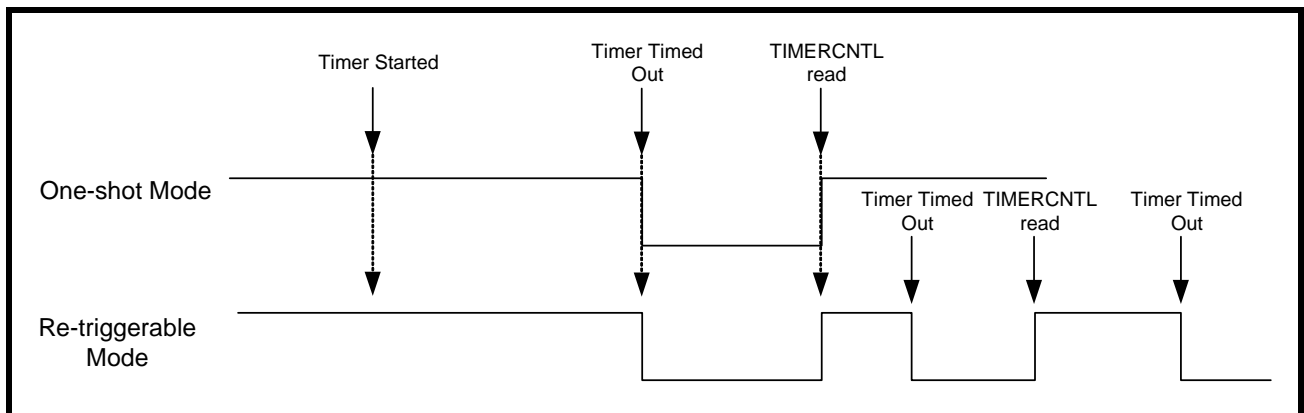 Timer Started
Timer Timed
Out
TIMERCNTL
read
One-shot Mode
Timer Timed
Out
TIMERCNTL
read
Timer Timed
Out
Re-triggerable
Mode